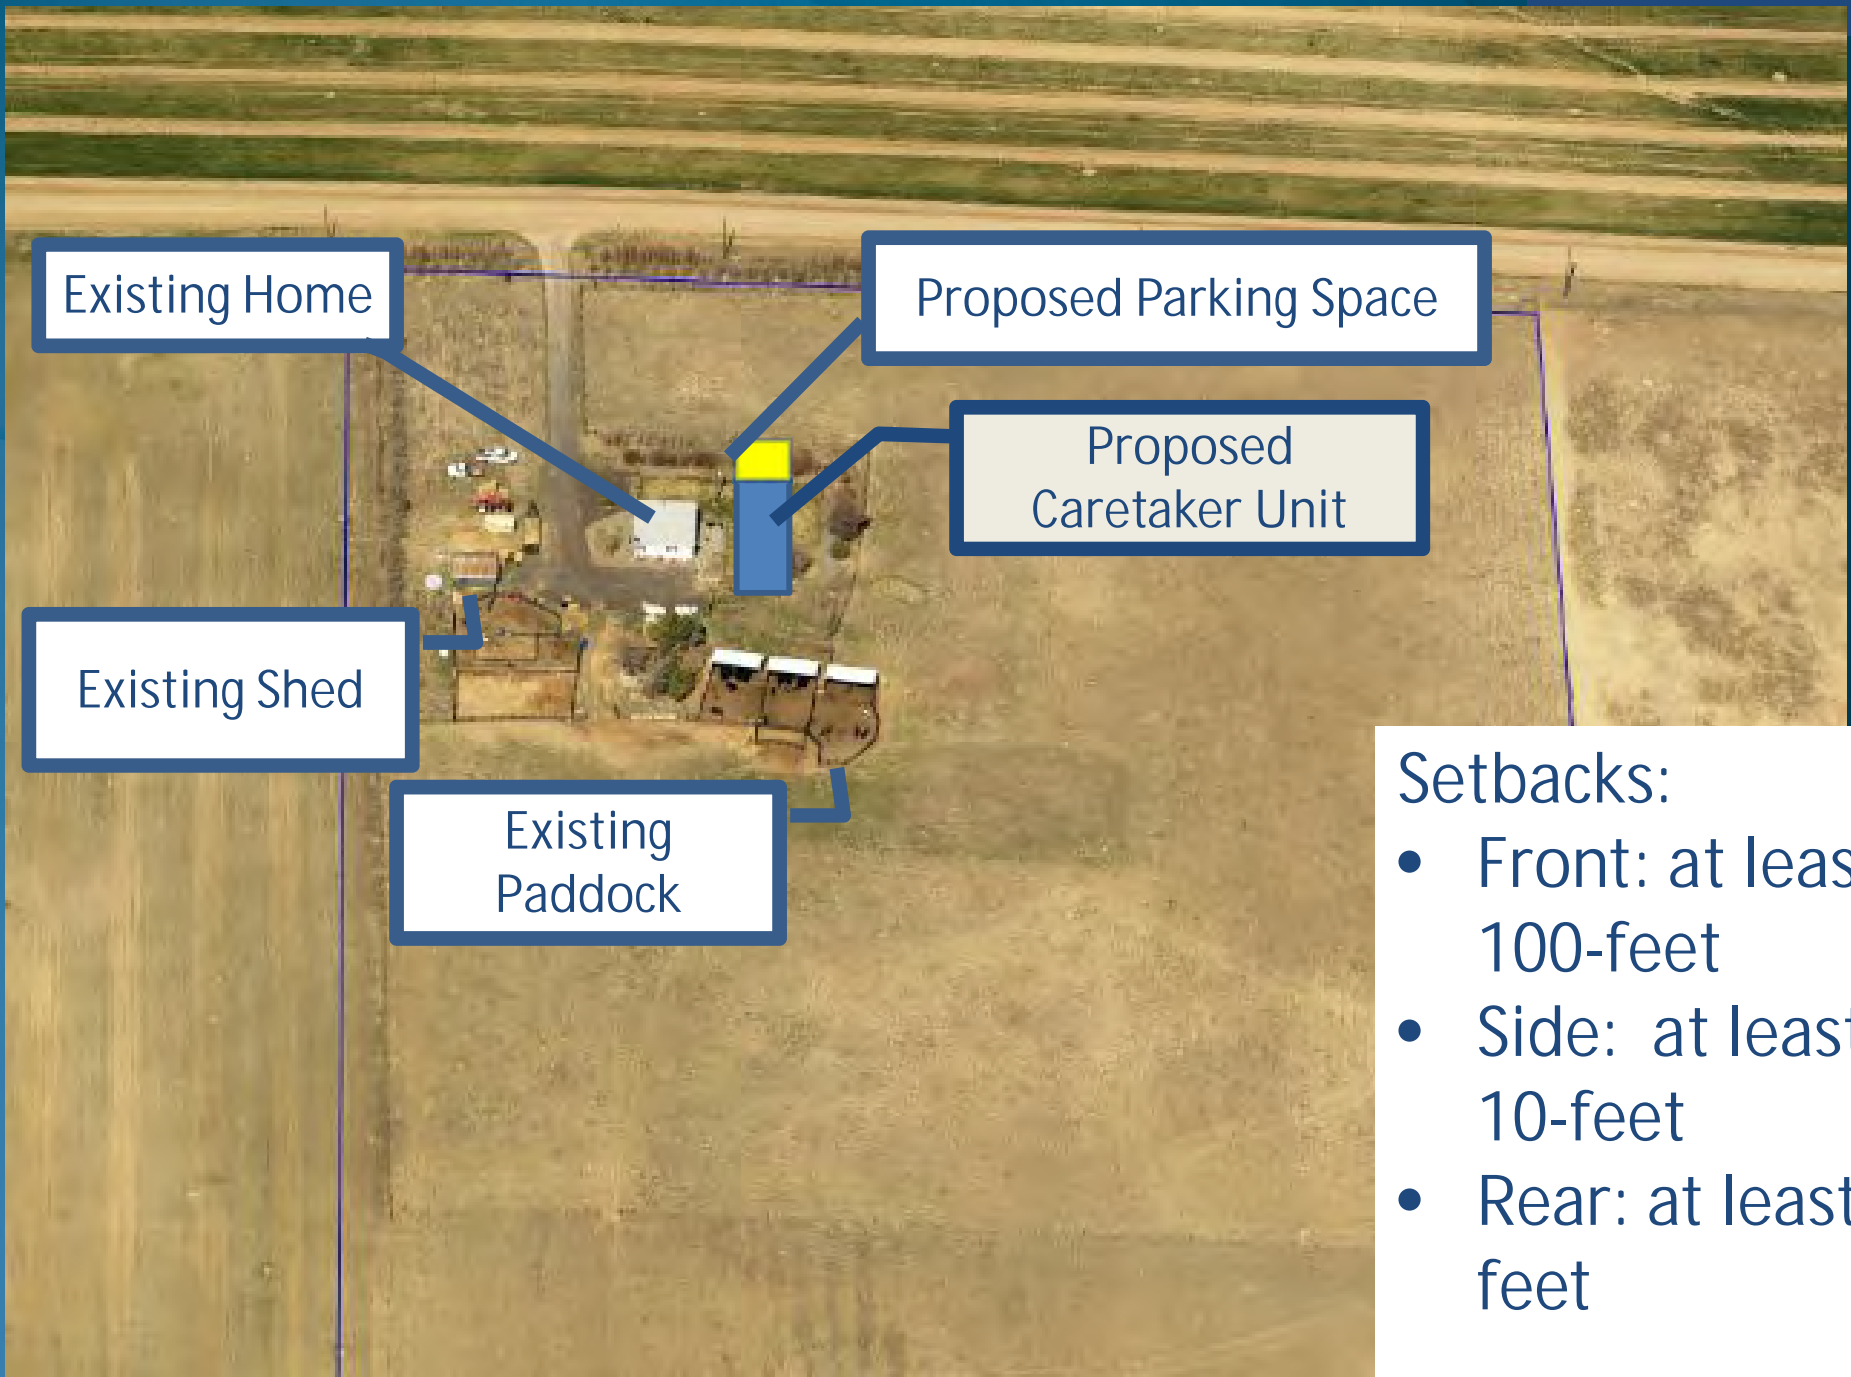 Existing Home
Proposed Parking Space
Proposed
Caretaker Unit
Existing Shed
Existing
Paddock
Setbacks:
• Front: at leas
100-feet
• Side: at least
10-feet
• Rear: at least
feet